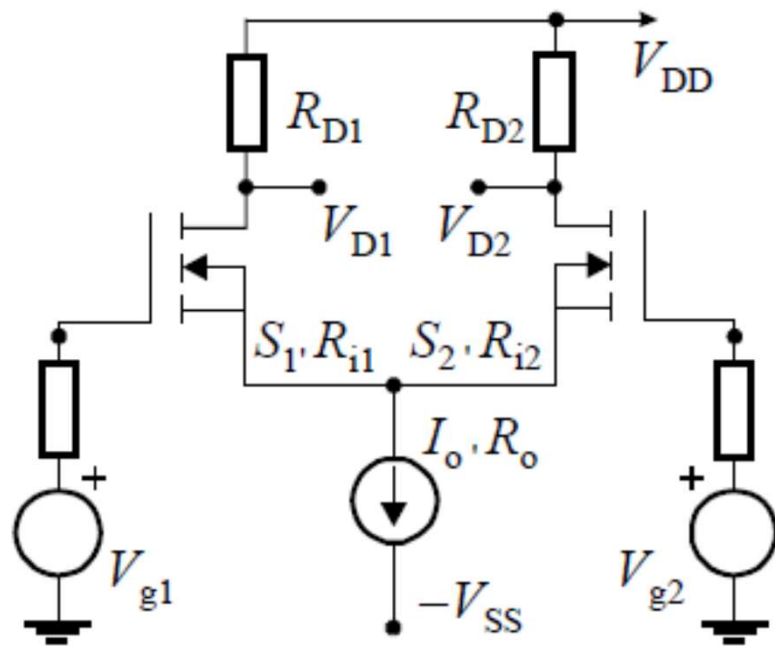 V_DD
R_D1 R_D2
V_D1 V_D2
S_1, R_i1 S_2, R_i2
I_o, R_o
+ +
V_g1 V_g2
−V_SS